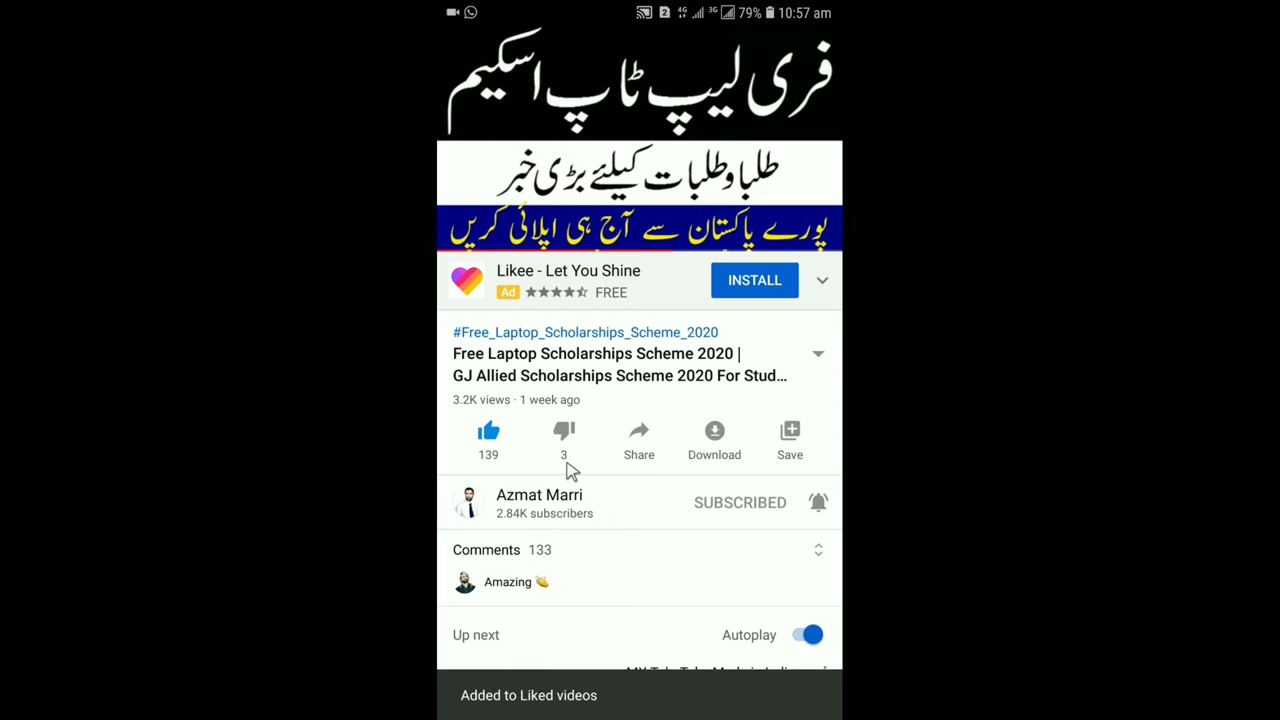 79% 10:57 am
فری لیپ ٹاپ اسکیم
طلبا وطلبات کیلئے بڑی خبر
پورے پاکستان سے آج ہی اپلائی کریں
Likee - Let You Shine
Ad FREE
INSTALL
#Free_Laptop_Scholarships_Scheme_2020
Free Laptop Scholarships Scheme 2020 |
GJ Allied Scholarships Scheme 2020 For Stud...
3.2K views · 1 week ago
139 3 Share Download Save
Azmat Marri
2.84K subscribers
SUBSCRIBED
Comments 133
Amazing
Up next Autoplay
Added to Liked videos